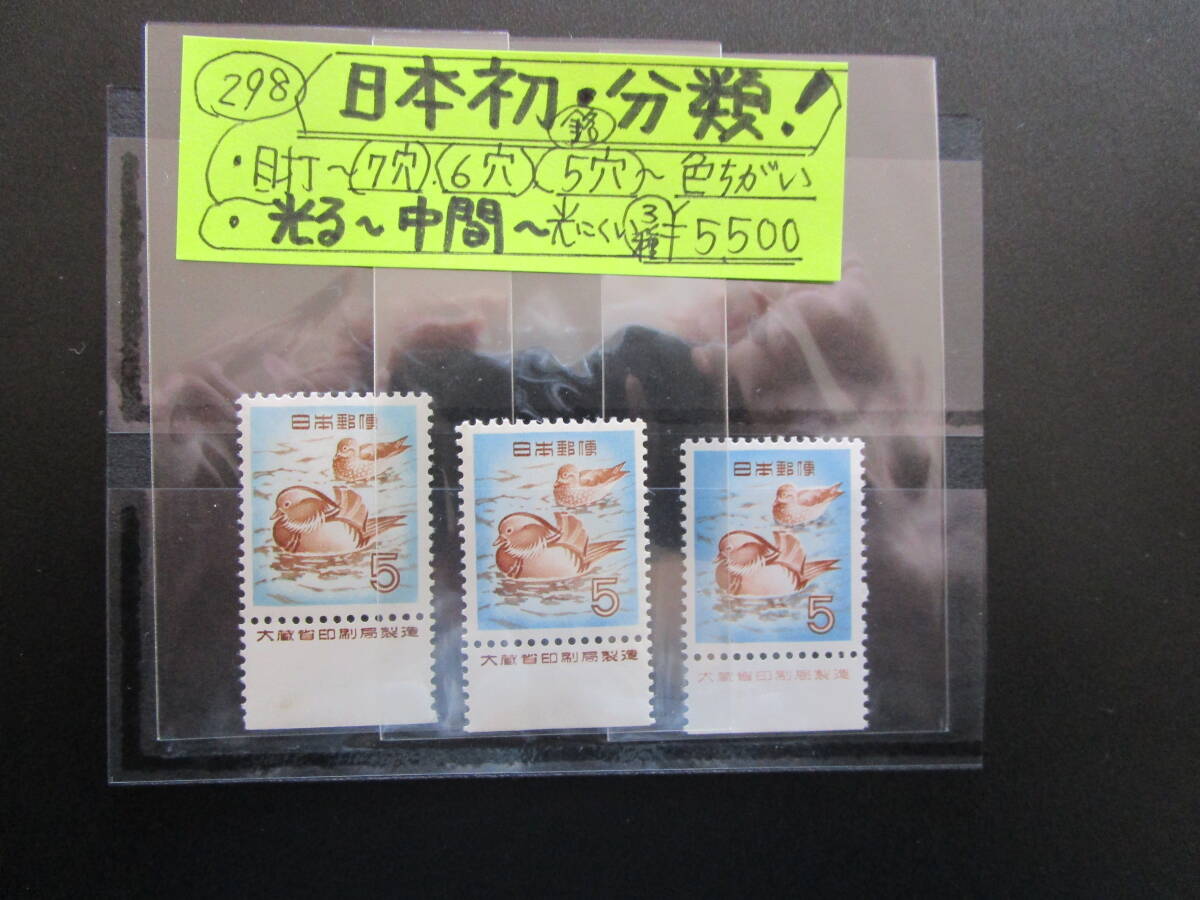 298 日本初・分類!
銘
・目打~7穴・6穴・5穴~色ちがい
・光る~中間~光にくい3種¥5500
日本郵便
5
大蔵省印刷局製造
日本郵便
5
大蔵省印刷局製造
日本郵便
5
大蔵省印刷局製造